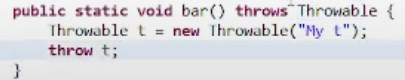 public static void bar() throws Throwable {
Throwable t = new Throwable("My t");
throw t;
}